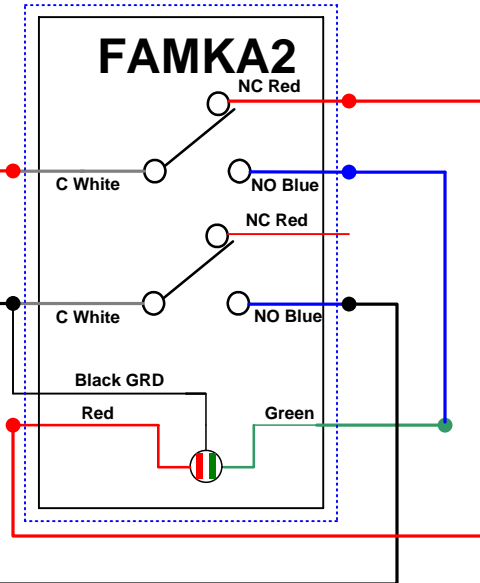 FAMKA2
NC Red
C White
NO Blue
NC Red
C White
NO Blue
Black GRD
Red
Green